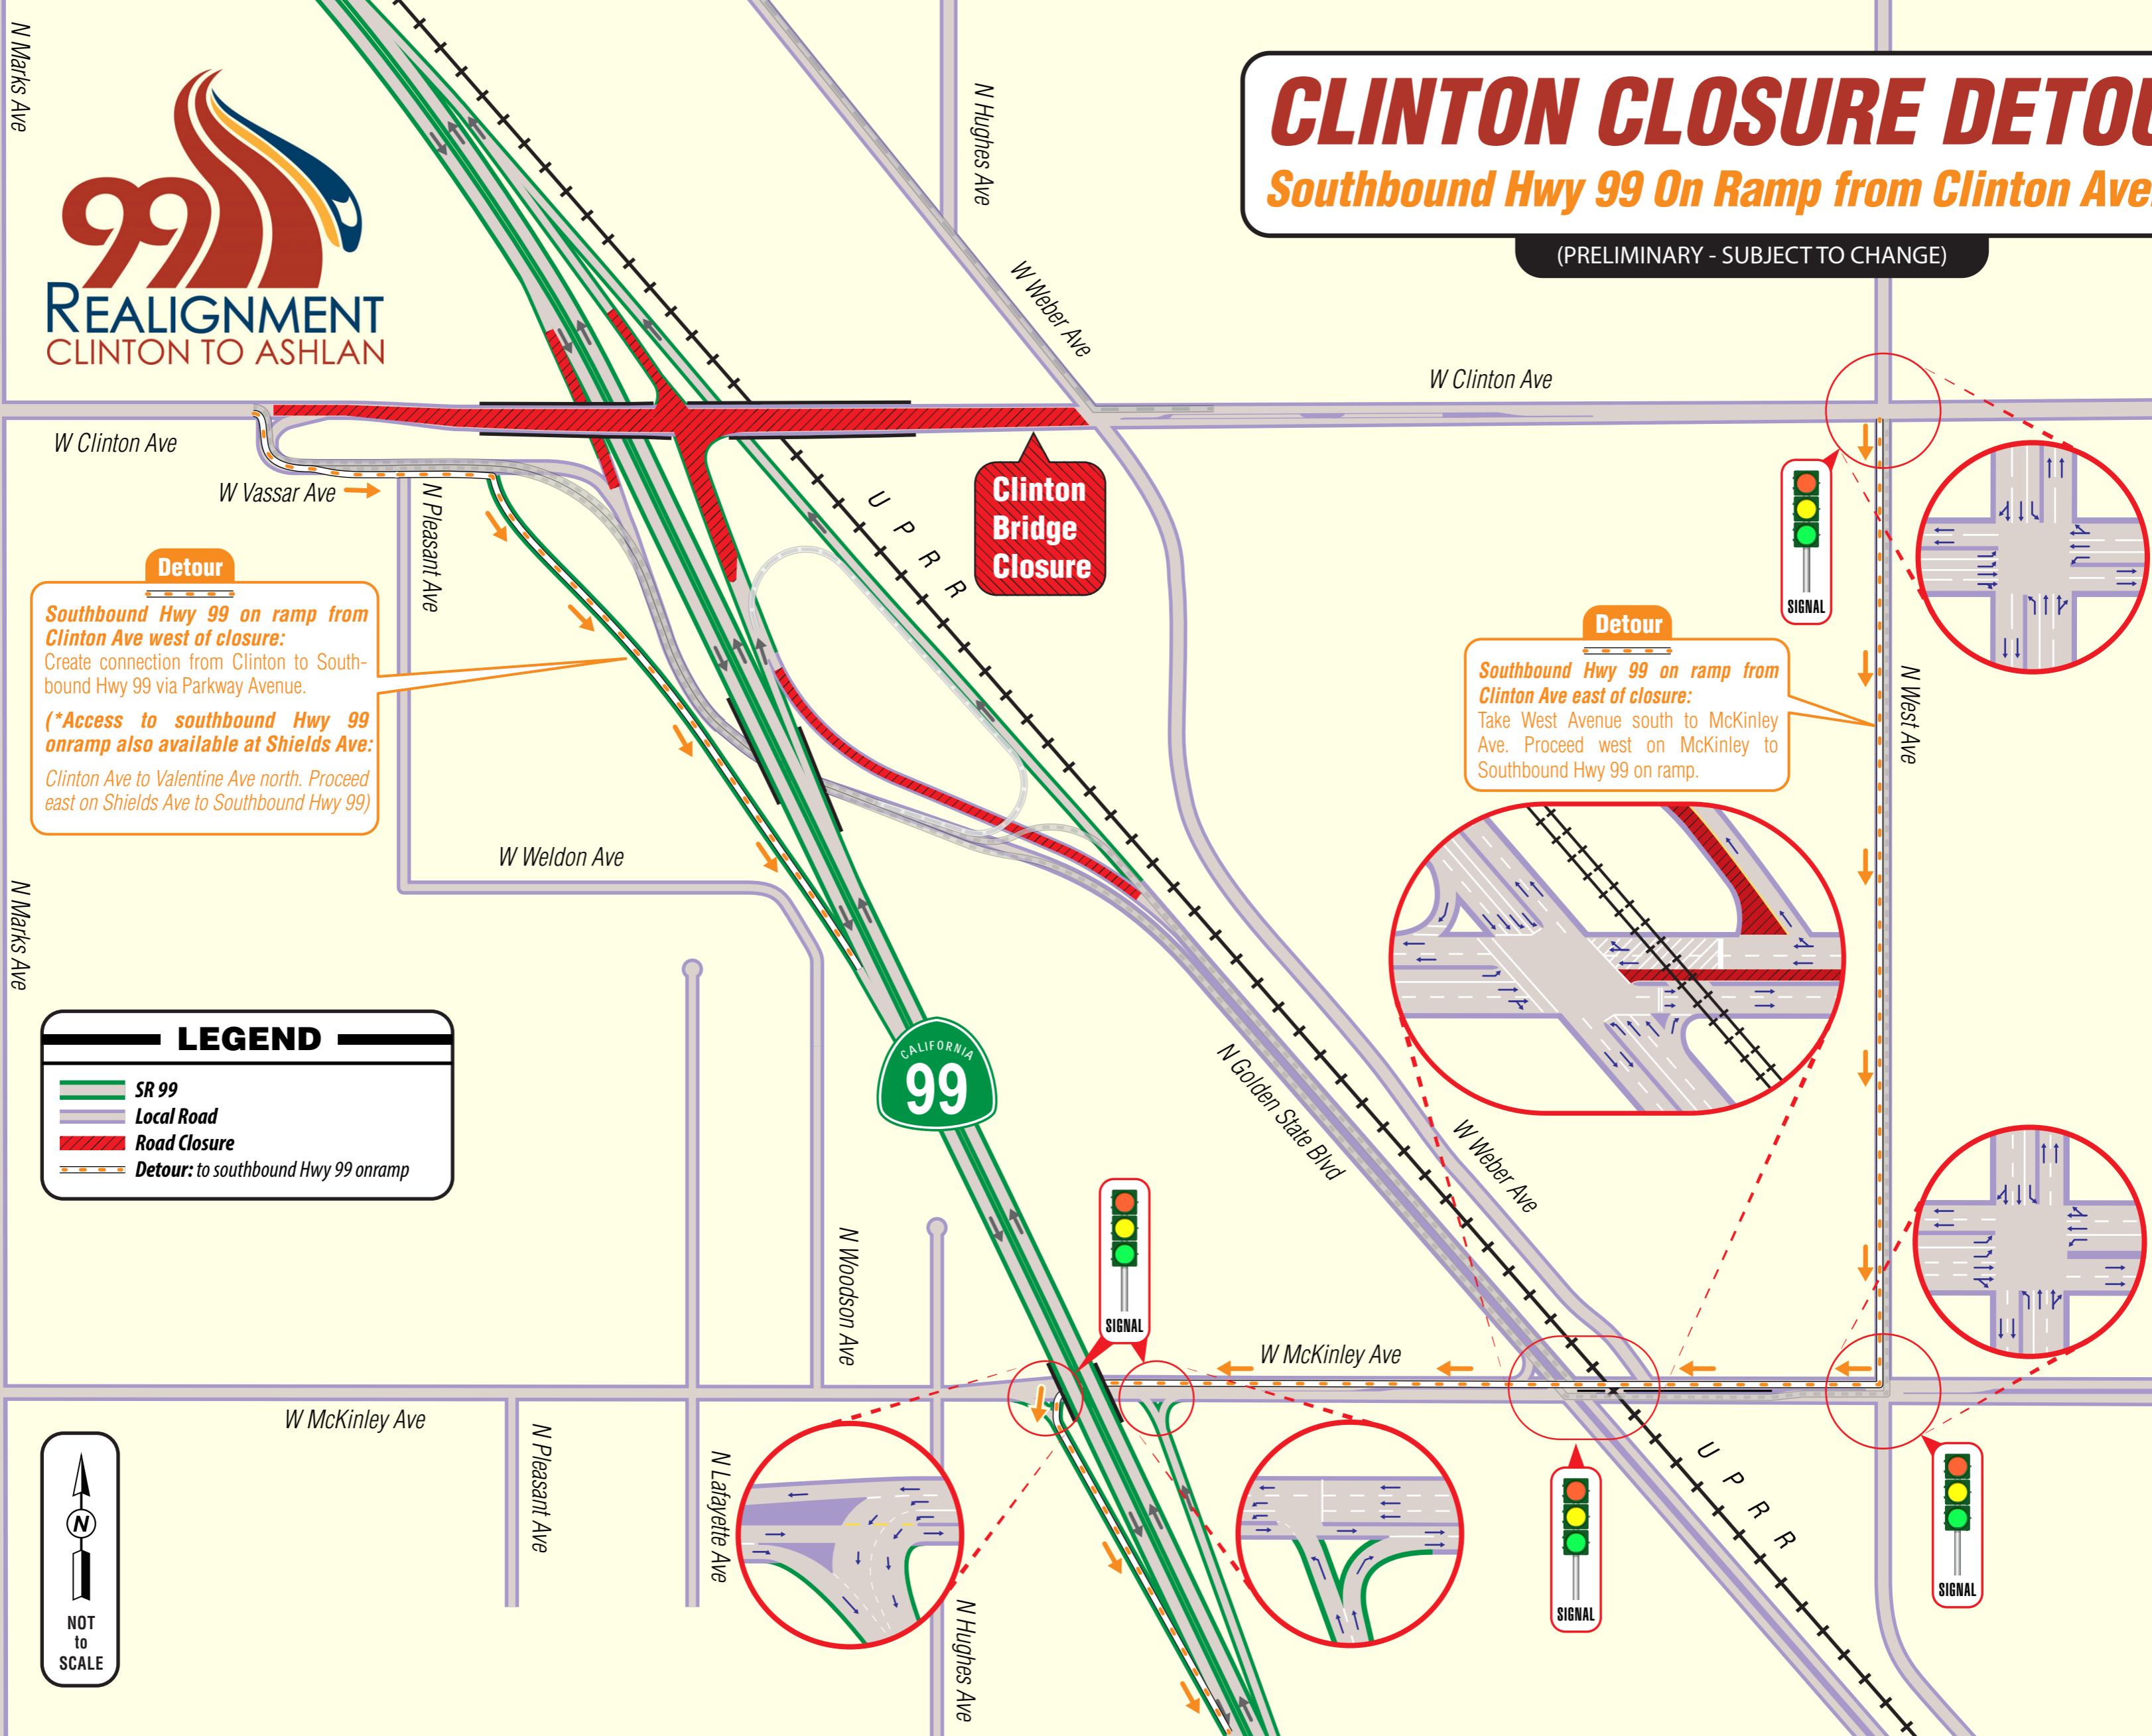 CLINTON CLOSURE DETOU
Southbound Hwy 99 On Ramp from Clinton Ave
(PRELIMINARY - SUBJECT TO CHANGE)
99
REALIGNMENT
CLINTON TO ASHLAN
N Marks Ave
N Hughes Ave
W Weber Ave
W Clinton Ave
W Clinton Ave
W Vassar Ave
N Pleasant Ave
U P R R
Clinton
Bridge
Closure
SIGNAL
Detour
Southbound Hwy 99 on ramp from
Clinton Ave west of closure:
Create connection from Clinton to South-
bound Hwy 99 via Parkway Avenue.
(*Access to southbound Hwy 99
onramp also available at Shields Ave:
Clinton Ave to Valentine Ave north. Proceed
east on Shields Ave to Southbound Hwy 99)
Detour
Southbound Hwy 99 on ramp from
Clinton Ave east of closure:
Take West Avenue south to McKinley
Ave. Proceed west on McKinley to
Southbound Hwy 99 on ramp.
N West Ave
W Weldon Ave
N Marks Ave
LEGEND
SR 99
Local Road
Road Closure
Detour: to southbound Hwy 99 onramp
CALIFORNIA
99
N Golden State Blvd
W Weber Ave
N Woodson Ave
SIGNAL
W McKinley Ave
W McKinley Ave
N Pleasant Ave
N Lafayette Ave
N Hughes Ave
U P R R
SIGNAL
SIGNAL
N
NOT
to
SCALE